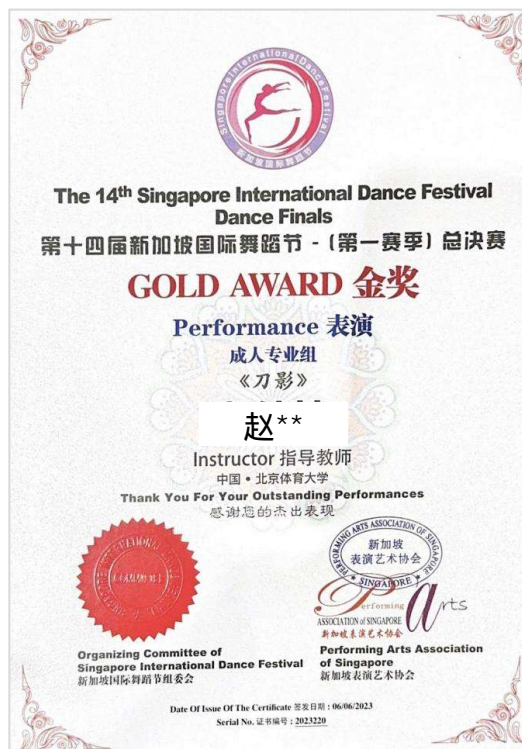 Singapore International Dance Festival
新加坡国际舞蹈节
The 14th Singapore International Dance Festival
Dance Finals
第十四届新加坡国际舞蹈节 - (第一赛季) 总决赛
GOLD AWARD 金奖
Performance 表演
成人专业组
《刀影》
赵**
Instructor 指导教师
中国 • 北京体育大学
Thank You For Your Outstanding Performances
感谢您的杰出表现
PERFORMING ARTS ASSOCIATION OF SINGAPORE
新加坡
表演艺术协会
★ SINGAPORE ★
Performing Arts
ASSOCIATION of SINGAPORE
新加坡表演艺术协会
Organizing Committee of
Singapore International Dance Festival
新加坡国际舞蹈节组委会
Performing Arts Association
of Singapore
新加坡表演艺术协会
Date Of Issue Of The Certificate 签发日期 : 06/06/2023
Serial No. 证书编号 : 2023220